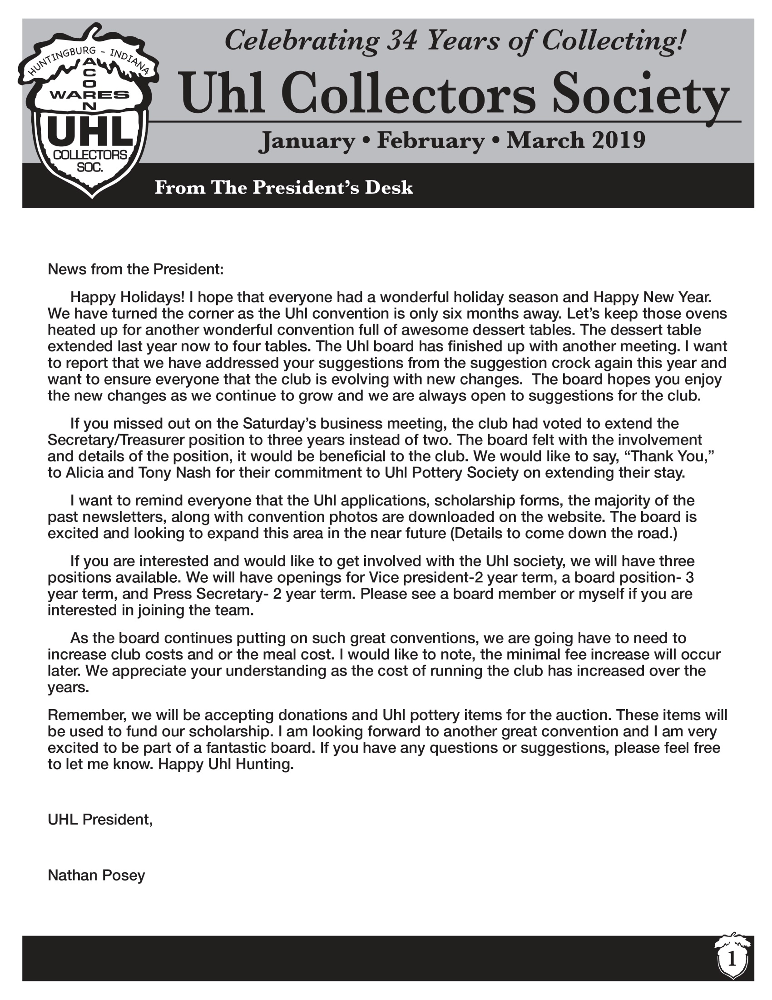 Celebrating 34 Years of Collecting!
HUNTINGBURG - INDIANA
ACORN
WARES
UHL
COLLECTORS
SOC.
Uhl Collectors Society
January • February • March 2019
From The President’s Desk
News from the President:
Happy Holidays! I hope that everyone had a wonderful holiday season and Happy New Year.
We have turned the corner as the Uhl convention is only six months away. Let’s keep those ovens
heated up for another wonderful convention full of awesome dessert tables. The dessert table
extended last year now to four tables. The Uhl board has finished up with another meeting. I want
to report that we have addressed your suggestions from the suggestion crock again this year and
want to ensure everyone that the club is evolving with new changes.  The board hopes you enjoy
the new changes as we continue to grow and we are always open to suggestions for the club.
If you missed out on the Saturday’s business meeting, the club had voted to extend the
Secretary/Treasurer position to three years instead of two. The board felt with the involvement
and details of the position, it would be beneficial to the club. We would like to say, “Thank You,”
to Alicia and Tony Nash for their commitment to Uhl Pottery Society on extending their stay.
I want to remind everyone that the Uhl applications, scholarship forms, the majority of the
past newsletters, along with convention photos are downloaded on the website. The board is
excited and looking to expand this area in the near future (Details to come down the road.)
If you are interested and would like to get involved with the Uhl society, we will have three
positions available. We will have openings for Vice president-2 year term, a board position- 3
year term, and Press Secretary- 2 year term. Please see a board member or myself if you are
interested in joining the team.
As the board continues putting on such great conventions, we are going have to need to
increase club costs and or the meal cost. I would like to note, the minimal fee increase will occur
later. We appreciate your understanding as the cost of running the club has increased over the
years.
Remember, we will be accepting donations and Uhl pottery items for the auction. These items will
be used to fund our scholarship. I am looking forward to another great convention and I am very
excited to be part of a fantastic board. If you have any questions or suggestions, please feel free
to let me know. Happy Uhl Hunting.
UHL President,
Nathan Posey
1